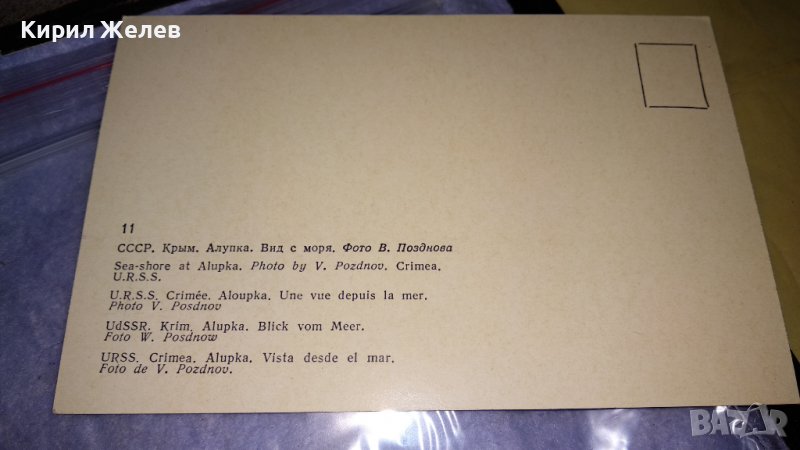 Кирил Желев
11
СССР. Крым. Алупка. Вид с моря. Фото В. Позднова
Sea-shore at Alupka. Photo by V. Pozdnov. Crimea.
U.R.S.S.
U.R.S.S. Crimée. Aloupka. Une vue depuis la mer.
Photo V. Posdnov
UdSSR. Krim. Alupka. Blick vom Meer.
Foto W. Posdnow
URSS. Crimea. Alupka. Vista desde el mar.
Foto de V. Pozdnov.
BAZAR